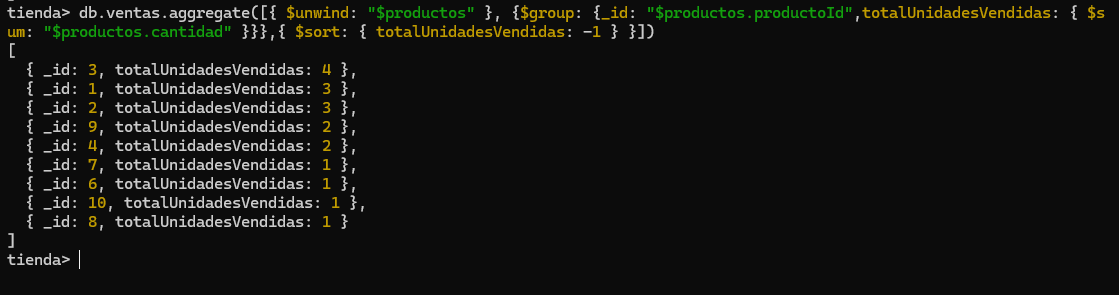 tienda> db.ventas.aggregate([{ $unwind: "$productos" }, {$group: {_id: "$productos.productoId",totalUnidadesVendidas: { $s
um: "$productos.cantidad" }}},{ $sort: { totalUnidadesVendidas: -1 } }])
[
  { _id: 3, totalUnidadesVendidas: 4 },
  { _id: 1, totalUnidadesVendidas: 3 },
  { _id: 2, totalUnidadesVendidas: 3 },
  { _id: 9, totalUnidadesVendidas: 2 },
  { _id: 4, totalUnidadesVendidas: 2 },
  { _id: 7, totalUnidadesVendidas: 1 },
  { _id: 6, totalUnidadesVendidas: 1 },
  { _id: 10, totalUnidadesVendidas: 1 },
  { _id: 8, totalUnidadesVendidas: 1 }
]
tienda>